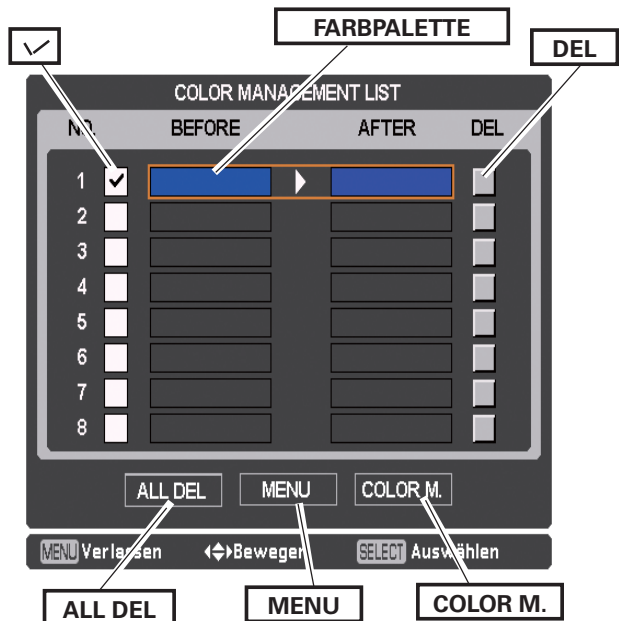 FARBPALETTE
✓ DEL
COLOR MANAGEMENT LIST
NO. BEFORE AFTER DEL
1 ✓
2
3
4
5
6
7
8
ALL DEL MENU COLOR M.
MENU Verlassen Bewegen SELECT Auswählen
ALL DEL MENU COLOR M.